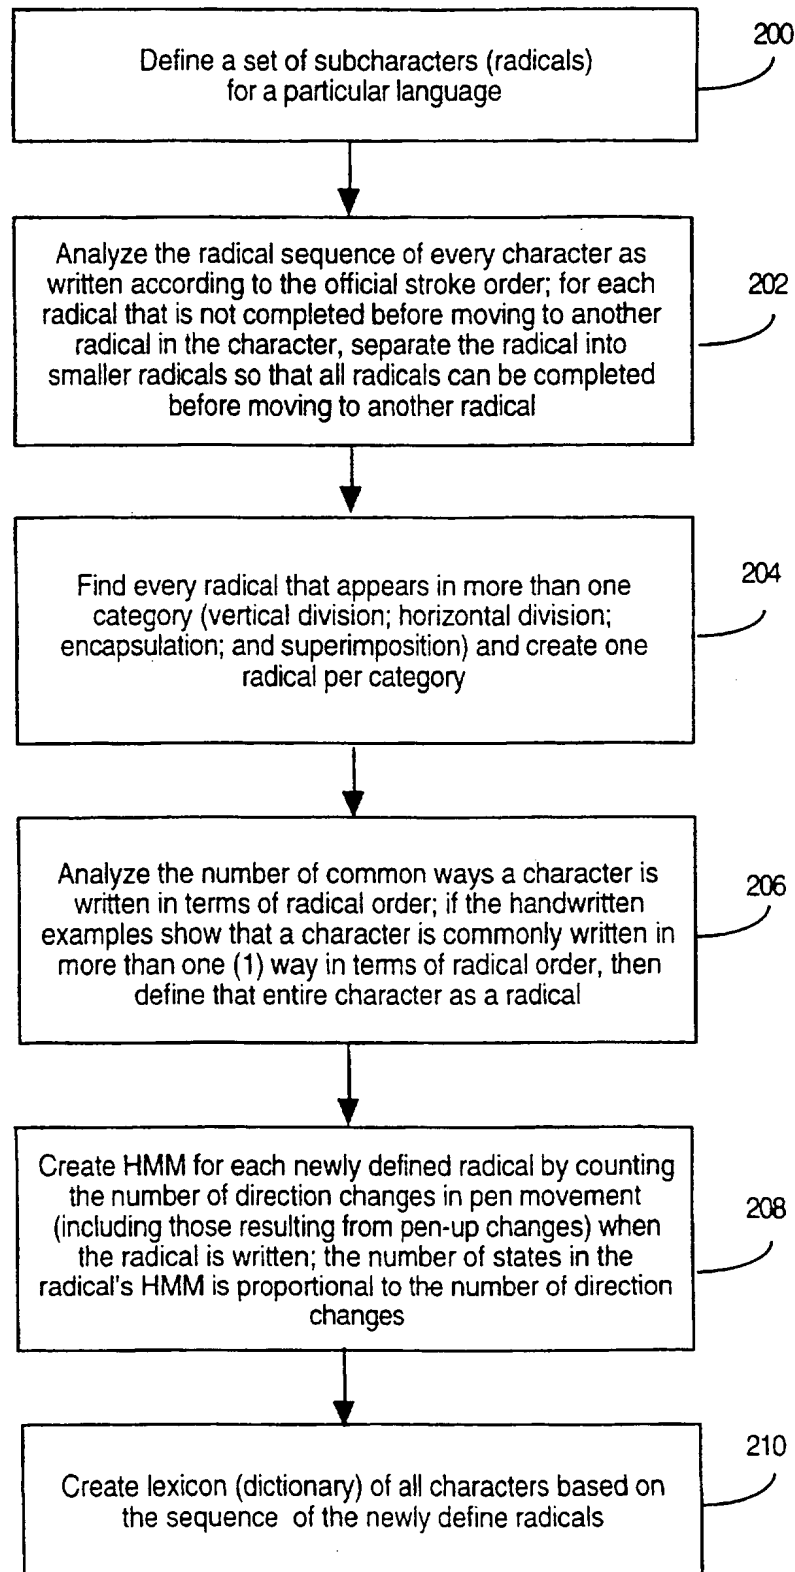 200
Define a set of subcharacters (radicals)
for a particular language
Analyze the radical sequence of every character as
written according to the official stroke order; for each
radical that is not completed before moving to another
radical in the character, separate the radical into
smaller radicals so that all radicals can be completed
before moving to another radical
202
Find every radical that appears in more than one
category (vertical division; horizontal division;
encapsulation; and superimposition) and create one
radical per category
204
Analyze the number of common ways a character is
written in terms of radical order; if the handwritten
examples show that a character is commonly written in
more than one (1) way in terms of radical order, then
define that entire character as a radical
206
Create HMM for each newly defined radical by counting
the number of direction changes in pen movement
(including those resulting from pen-up changes) when
the radical is written; the number of states in the
radical's HMM is proportional to the number of direction
changes
208
Create lexicon (dictionary) of all characters based on
the sequence of the newly define radicals
210